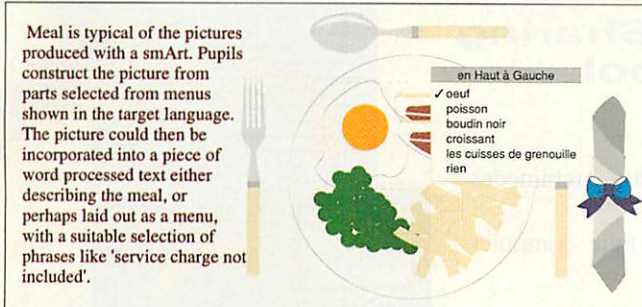 Meal is typical of the pictures
produced with a smArt. Pupils
construct the picture from
parts selected from menus
shown in the target language.
The picture could then be
incorporated into a piece of
word processed text either
describing the meal, or
perhaps laid out as a menu,
with a suitable selection of
phrases like 'service charge not
included'.
en Haut à Gauche
✓ oeuf
poisson
boudin noir
croissant
les cuisses de grenouille
rien